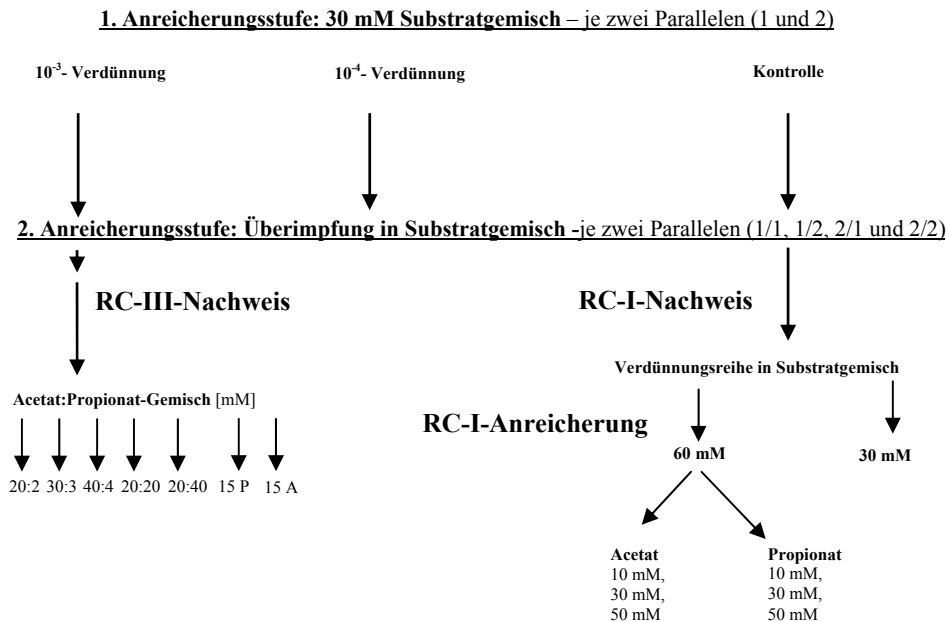 1. Anreicherungsstufe: 30 mM Substratgemisch – je zwei Parallelen (1 und 2)
10⁻³- Verdünnung
10⁻⁴- Verdünnung
Kontrolle
2. Anreicherungsstufe: Überimpfung in Substratgemisch -je zwei Parallelen (1/1, 1/2, 2/1 und 2/2)
RC-III-Nachweis
RC-I-Nachweis
Verdünnungsreihe in Substratgemisch
Acetat:Propionat-Gemisch [mM]
RC-I-Anreicherung
60 mM
30 mM
20:2 30:3 40:4 20:20 20:40 15 P 15 A
Acetat
10 mM,
30 mM,
50 mM
Propionat
10 mM,
30 mM,
50 mM